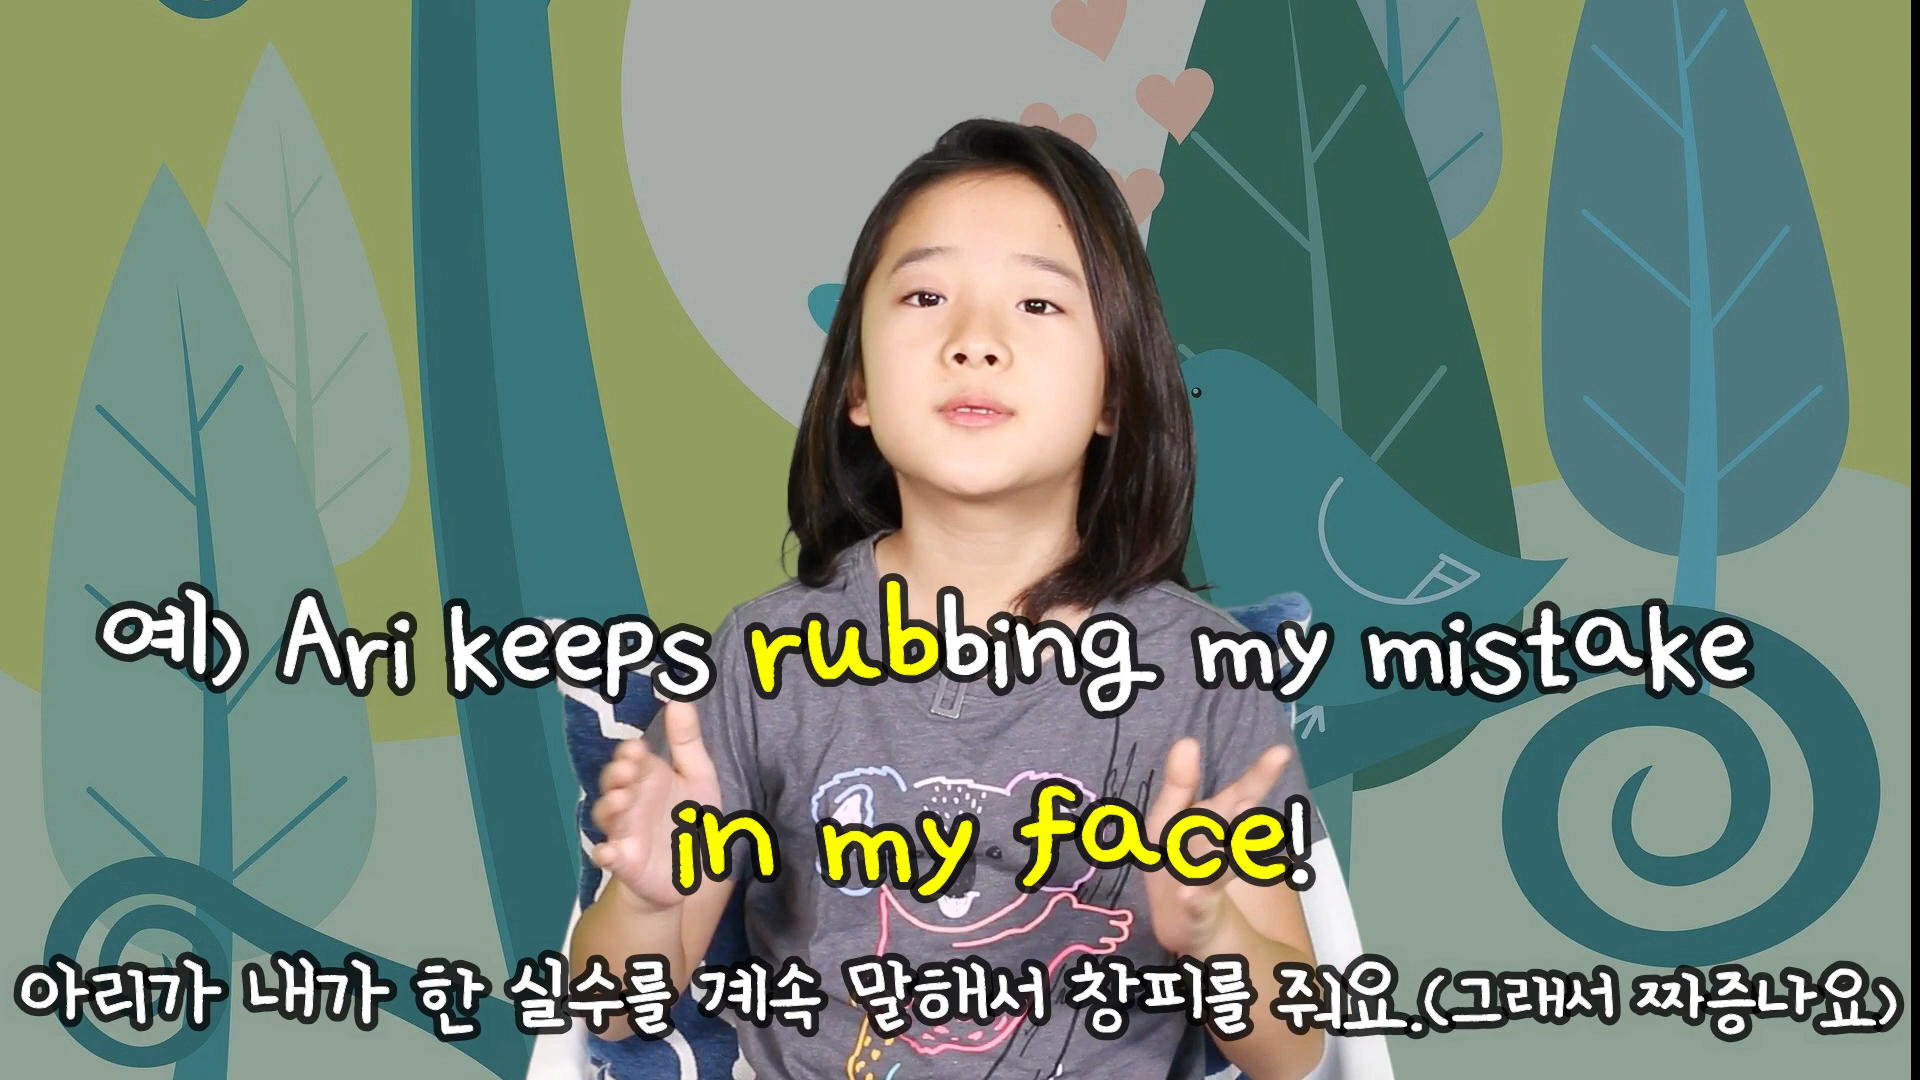 예) Ari keeps rubbing my mistake
in my face!
아리가 내가 한 실수를 계속 말해서 창피를 줘요.(그래서 짜증나요)